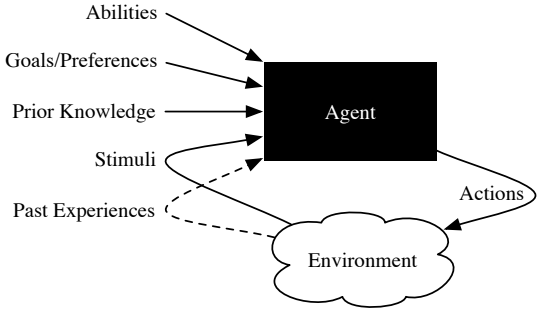 Abilities
Goals/Preferences
Prior Knowledge
Agent
Stimuli
Past Experiences
Actions
Environment